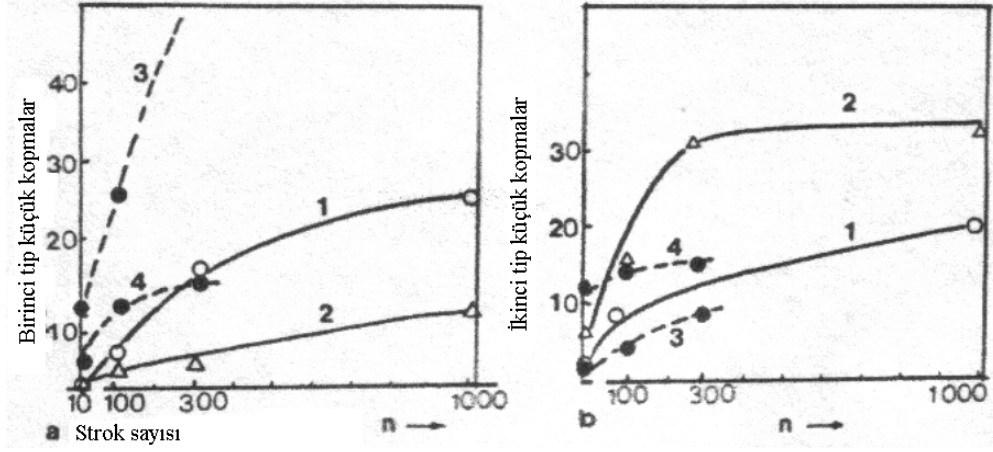 Birinci tip küçük kopmalar
40
30
20
10
3
1
4
2
10 100 300 1000
a Strok sayısı
n
İkinci tip küçük kopmalar
30
20
10
2
4
1
3
100 300 1000
b
n